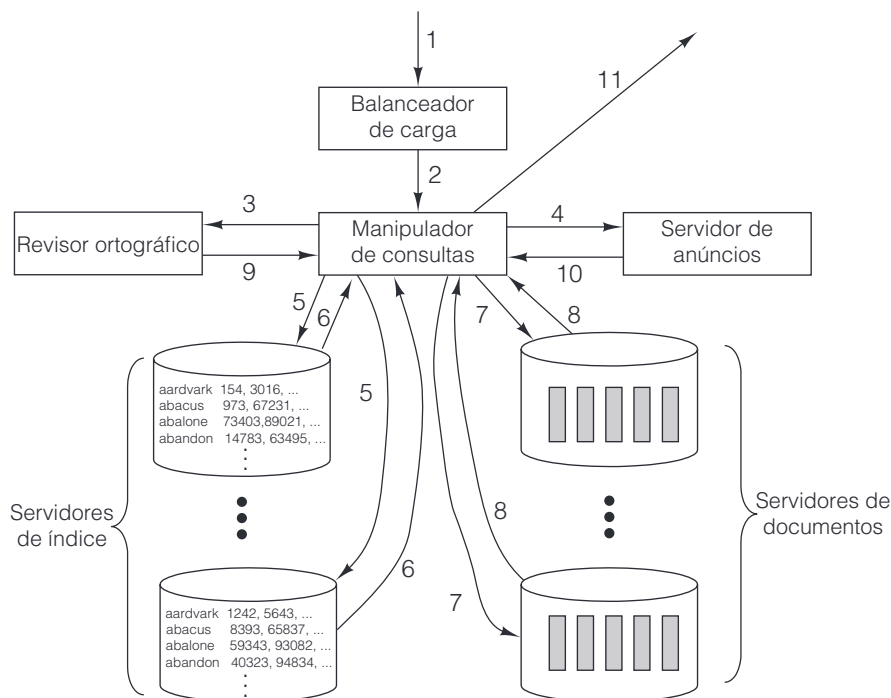 1
11
Balanceador
de carga
2
3
4
Revisor ortográfico
Manipulador
de consultas
Servidor de
anúncios
9
10
5
6
7
8
aardvark 154, 3016, ...
abacus 973, 67231, ...
abalone 73403,89021, ...
abandon 14783, 63495, ...
5
Servidores
de índice
Servidores de
documentos
8
6
7
aardvark 1242, 5643, ...
abacus 8393, 65837, ...
abalone 59343, 93082, ...
abandon 40323, 94834, ...